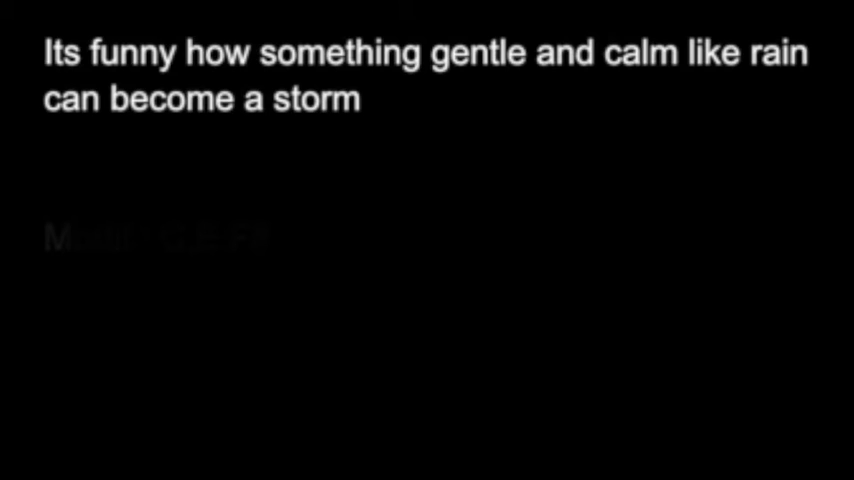 Its funny how something gentle and calm like rain
can become a storm